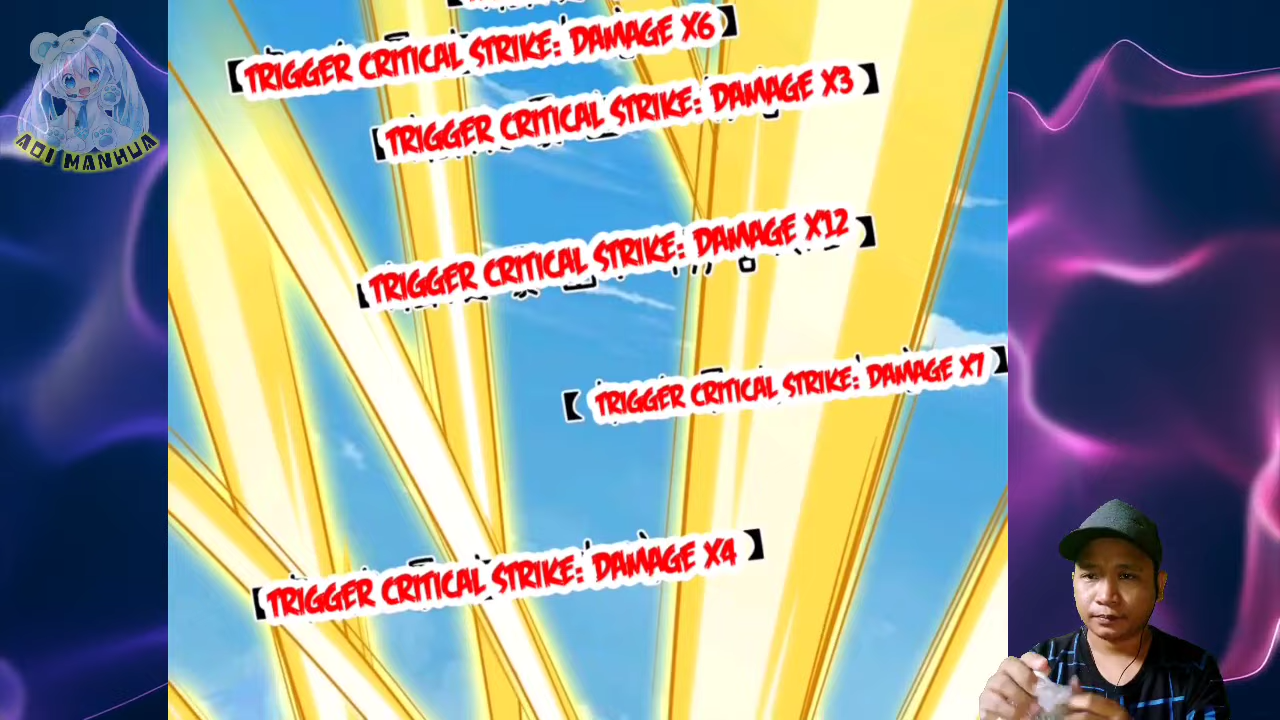 AOI MANHUA
TRIGGER CRITICAL STRIKE: DAMAGE X6
TRIGGER CRITICAL STRIKE: DAMAGE X3
TRIGGER CRITICAL STRIKE: DAMAGE X12
TRIGGER CRITICAL STRIKE: DAMAGE X7
TRIGGER CRITICAL STRIKE: DAMAGE X4